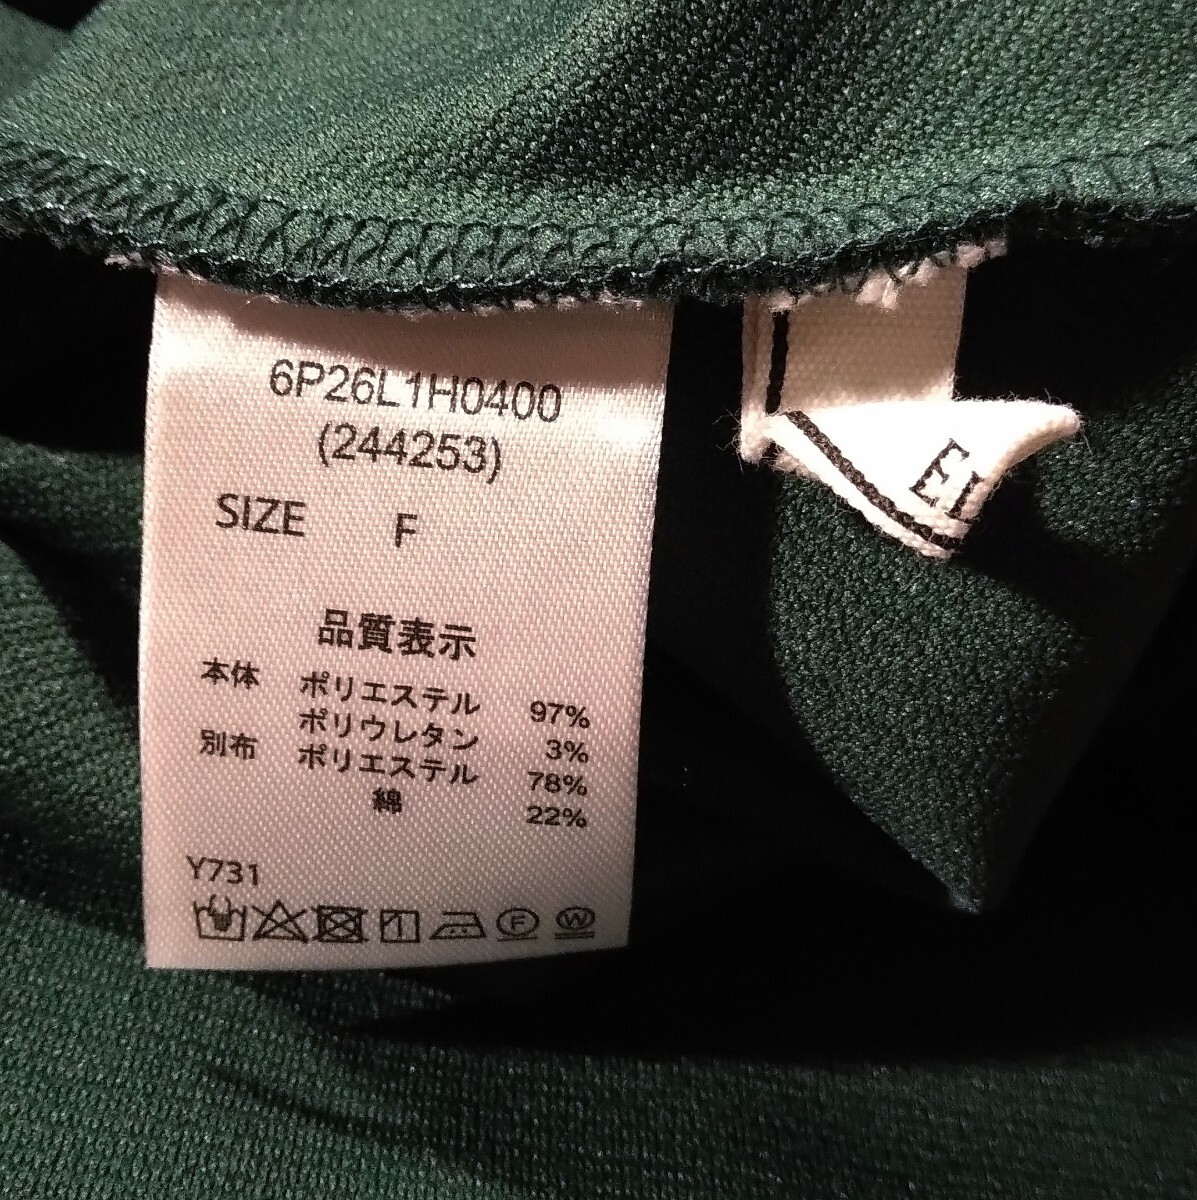 6P26L1H0400
(244253)
SIZE F
品質表示
本体 ポリエステル 97%
ポリウレタン 3%
別布 ポリエステル 78%
綿 22%
Y731
F W